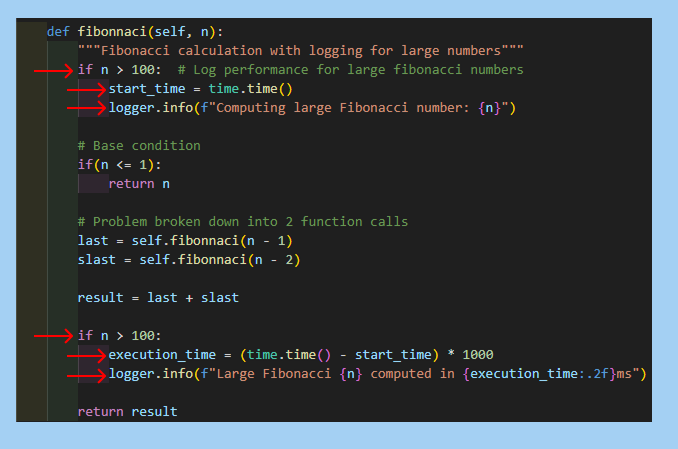 def fibonnaci(self, n):
"""Fibonacci calculation with logging for large numbers"""
if n > 100:  # Log performance for large fibonacci numbers
start_time = time.time()
logger.info(f"Computing large Fibonacci number: {n}")
# Base condition
if(n <= 1):
return n
# Problem broken down into 2 function calls
last = self.fibonnaci(n - 1)
slast = self.fibonnaci(n - 2)
result = last + slast
if n > 100:
execution_time = (time.time() - start_time) * 1000
logger.info(f"Large Fibonacci {n} computed in {execution_time:.2f}ms")
return result